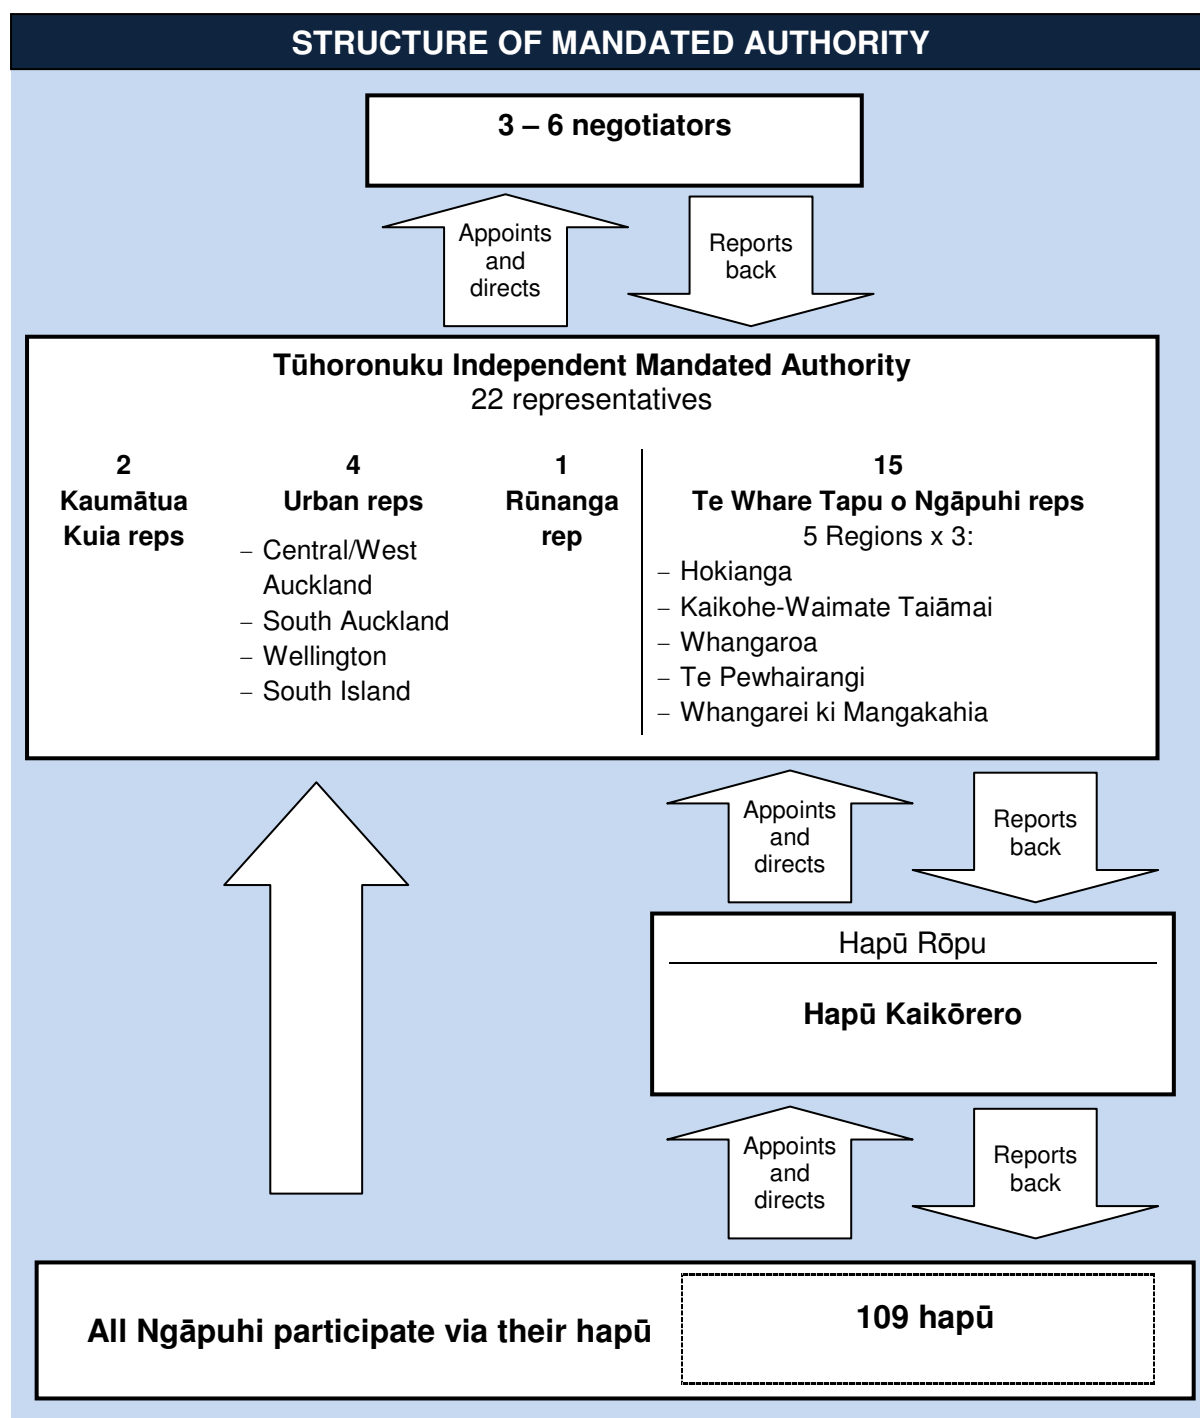 STRUCTURE OF MANDATED AUTHORITY
3 – 6 negotiators
Appoints
and
directs
Reports
back
Tūhoronuku Independent Mandated Authority
22 representatives
2
Kaumātua
Kuia reps
4
Urban reps
– Central/West
Auckland
– South Auckland
– Wellington
– South Island
1
Rūnanga
rep
15
Te Whare Tapu o Ngāpuhi reps
5 Regions x 3:
– Hokianga
– Kaikohe-Waimate Taiāmai
– Whangaroa
– Te Pewhairangi
– Whangarei ki Mangakahia
Appoints
and
directs
Reports
back
Hapū Rōpu
Hapū Kaikōrero
Appoints
and
directs
Reports
back
All Ngāpuhi participate via their hapū
109 hapū